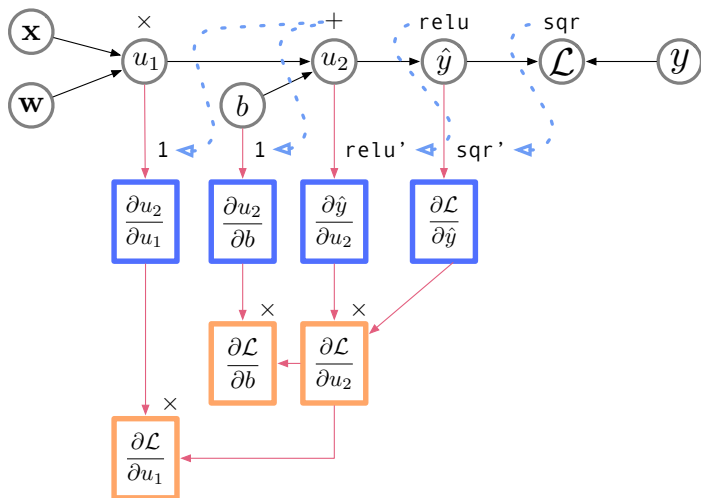 × + relu sqr
x u₁ u₂ ŷ ℒ y
w b
1 1 relu’ sqr’
∂u₂/∂u₁ ∂u₂/∂b ∂ŷ/∂u₂ ∂ℒ/∂ŷ
× ×
∂ℒ/∂b ∂ℒ/∂u₂
×
∂ℒ/∂u₁